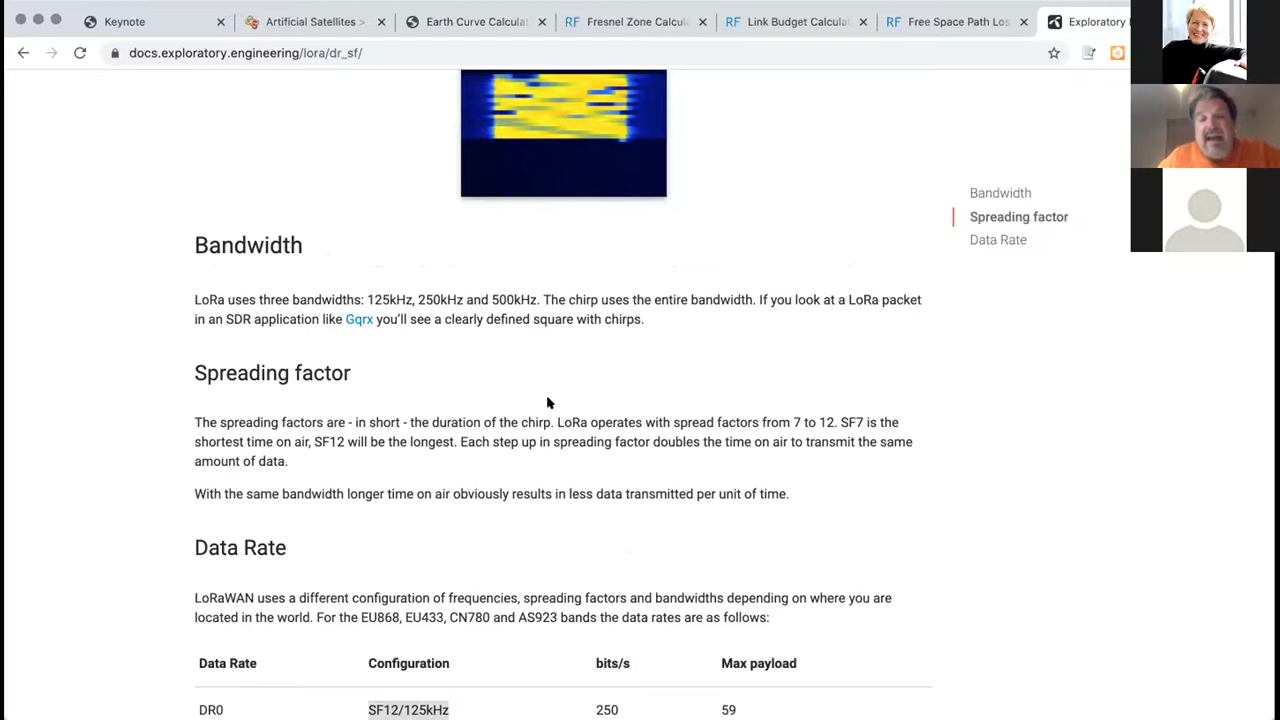 Keynote
Artificial Satellites >
Earth Curve Calcula
RF Fresnel Zone Calcul
RF Link Budget Calcula
RF Free Space Path Los
Exploratory
docs.exploratory.engineering/lora/dr_sf/
Bandwidth
Spreading factor
Data Rate
Bandwidth
LoRa uses three bandwidths: 125kHz, 250kHz and 500kHz. The chirp uses the entire bandwidth. If you look at a LoRa packet
in an SDR application like Gqrx you'll see a clearly defined square with chirps.
Spreading factor
The spreading factors are - in short - the duration of the chirp. LoRa operates with spread factors from 7 to 12. SF7 is the
shortest time on air, SF12 will be the longest. Each step up in spreading factor doubles the time on air to transmit the same
amount of data.
With the same bandwidth longer time on air obviously results in less data transmitted per unit of time.
Data Rate
LoRaWAN uses a different configuration of frequencies, spreading factors and bandwidths depending on where you are
located in the world. For the EU868, EU433, CN780 and AS923 bands the data rates are as follows:
Data Rate Configuration bits/s Max payload
DR0 SF12/125kHz 250 59